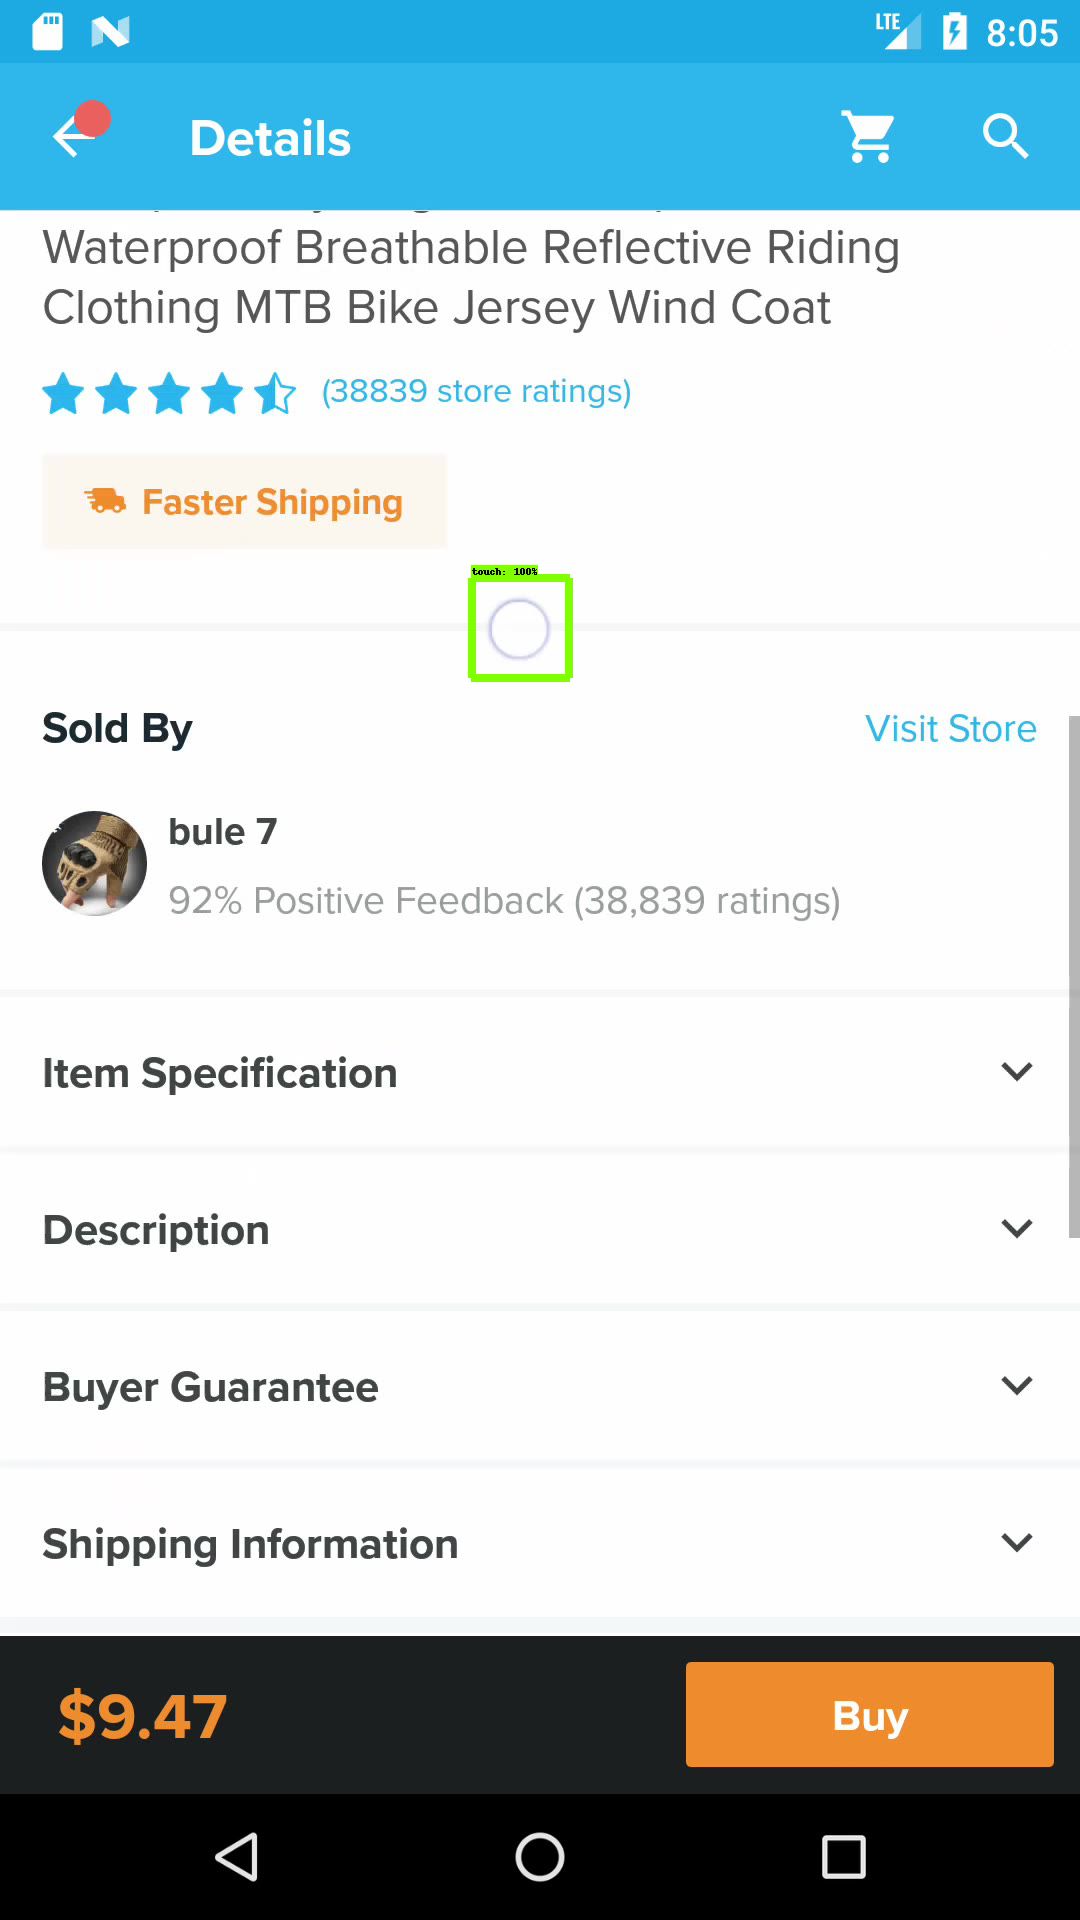 LTE 8:05
Details
Waterproof Breathable Reflective Riding
Clothing MTB Bike Jersey Wind Coat
(38839 store ratings)
Faster Shipping
touch: 100%
Sold By
Visit Store
bule 7
92% Positive Feedback (38,839 ratings)
Item Specification
Description
Buyer Guarantee
Shipping Information
$9.47
Buy